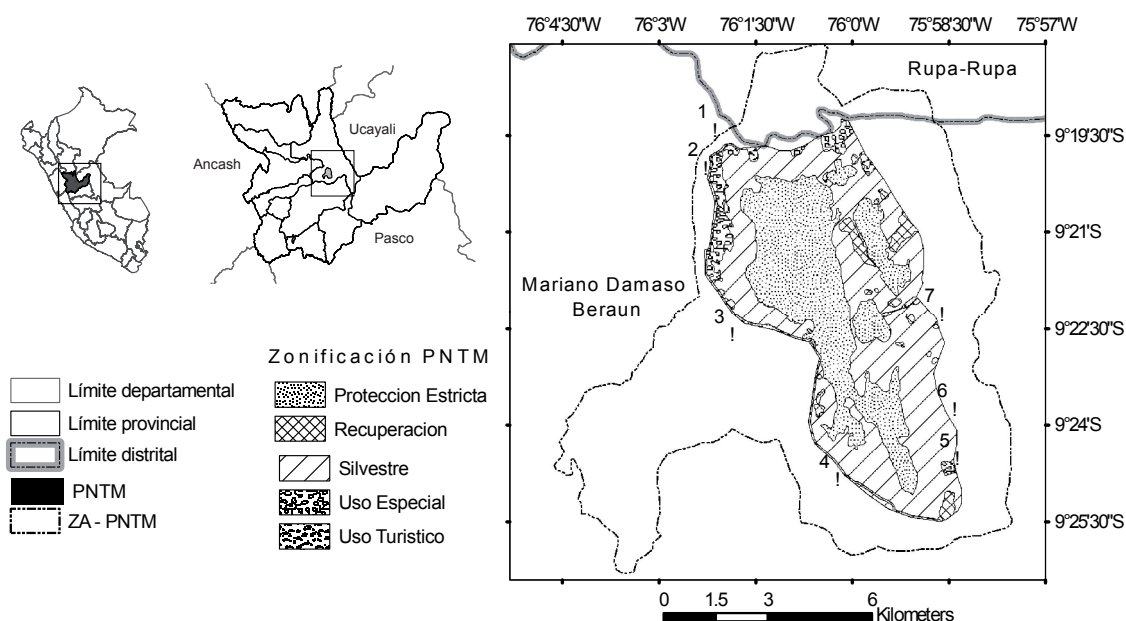 76°4'30"W 76°3'W 76°1'30"W 76°0'W 75°58'30"W 75°57'W
Rupa-Rupa
1
!
2
!
9°19'30"S
Ucayali
Ancash
Pasco
9°21'S
Mariano Damaso
Beraun
3
!
7
!
9°22'30"S
6
!
9°24'S
5
!
4
!
9°25'30"S
Límite departamental
Límite provincial
Límite distrital
PNTM
ZA - PNTM
Zonificación PNTM
Proteccion Estricta
Recuperacion
Silvestre
Uso Especial
Uso Turistico
0 1.5 3 6
Kilometers